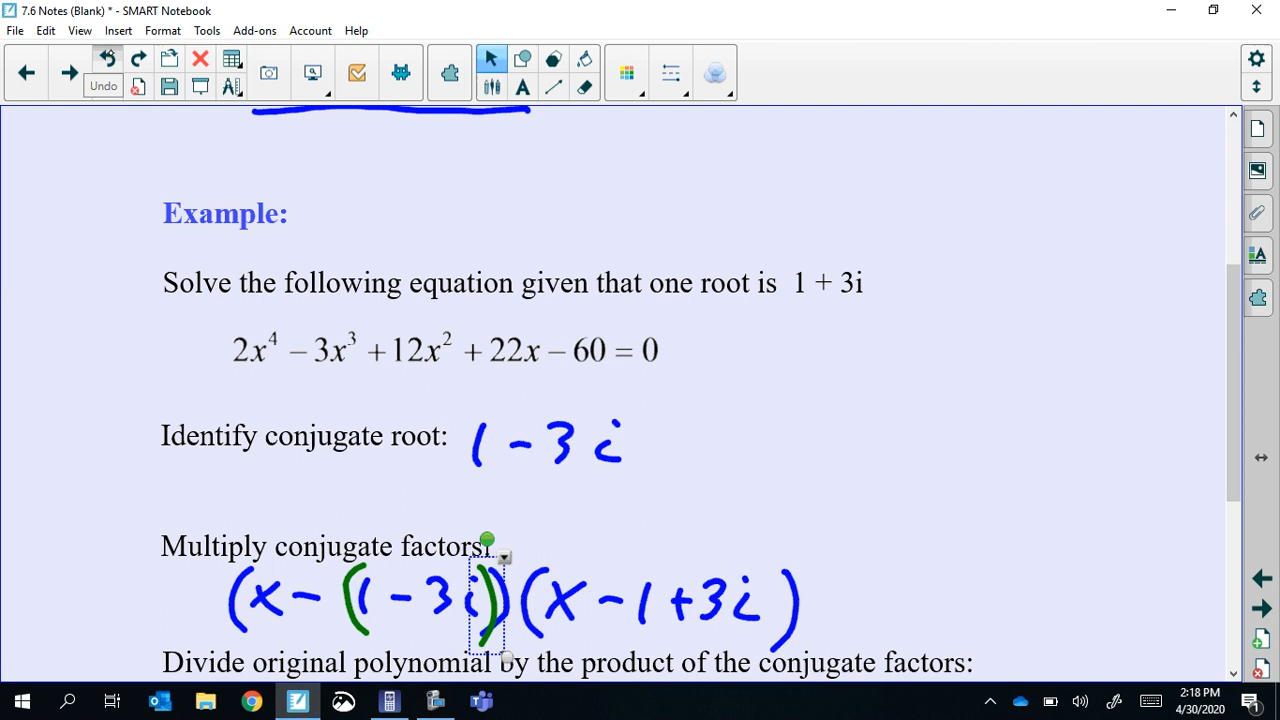 7.6 Notes (Blank) * - SMART Notebook
File Edit View Insert Format Tools Add-ons Account Help
Undo
Example:
Solve the following equation given that one root is 1 + 3i
2x⁴ − 3x³ + 12x² + 22x − 60 = 0
Identify conjugate root: 1 - 3i
Multiply conjugate factors:
(x - (1 - 3i))(x - 1 + 3i)
Divide original polynomial by the product of the conjugate factors:
2:18 PM
4/30/2020